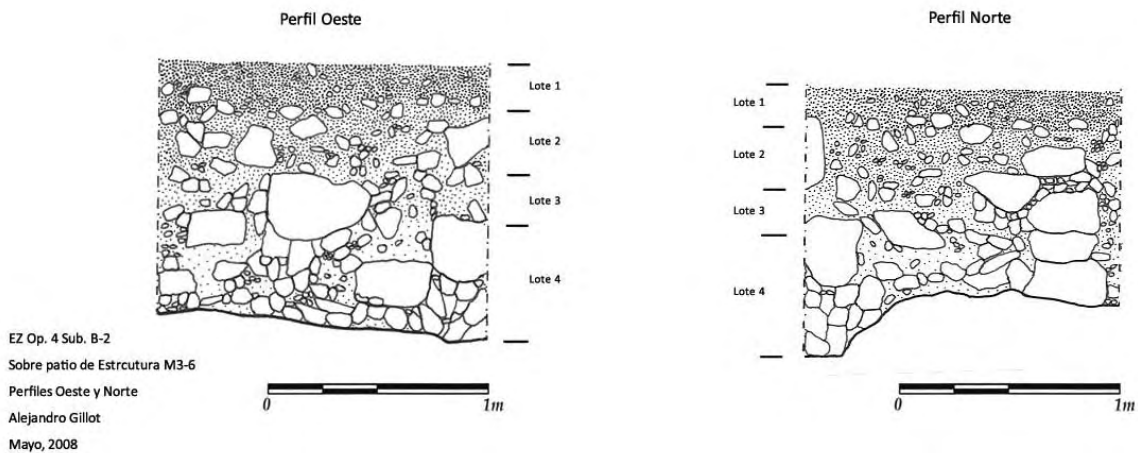 Perfil Oeste
Lote 1
Lote 2
Lote 3
Lote 4
0 1m
Perfil Norte
Lote 1
Lote 2
Lote 3
Lote 4
0 1m
EZ Op. 4 Sub. B-2
Sobre patio de Estrcutura M3-6
Perfiles Oeste y Norte
Alejandro Gillot
Mayo, 2008